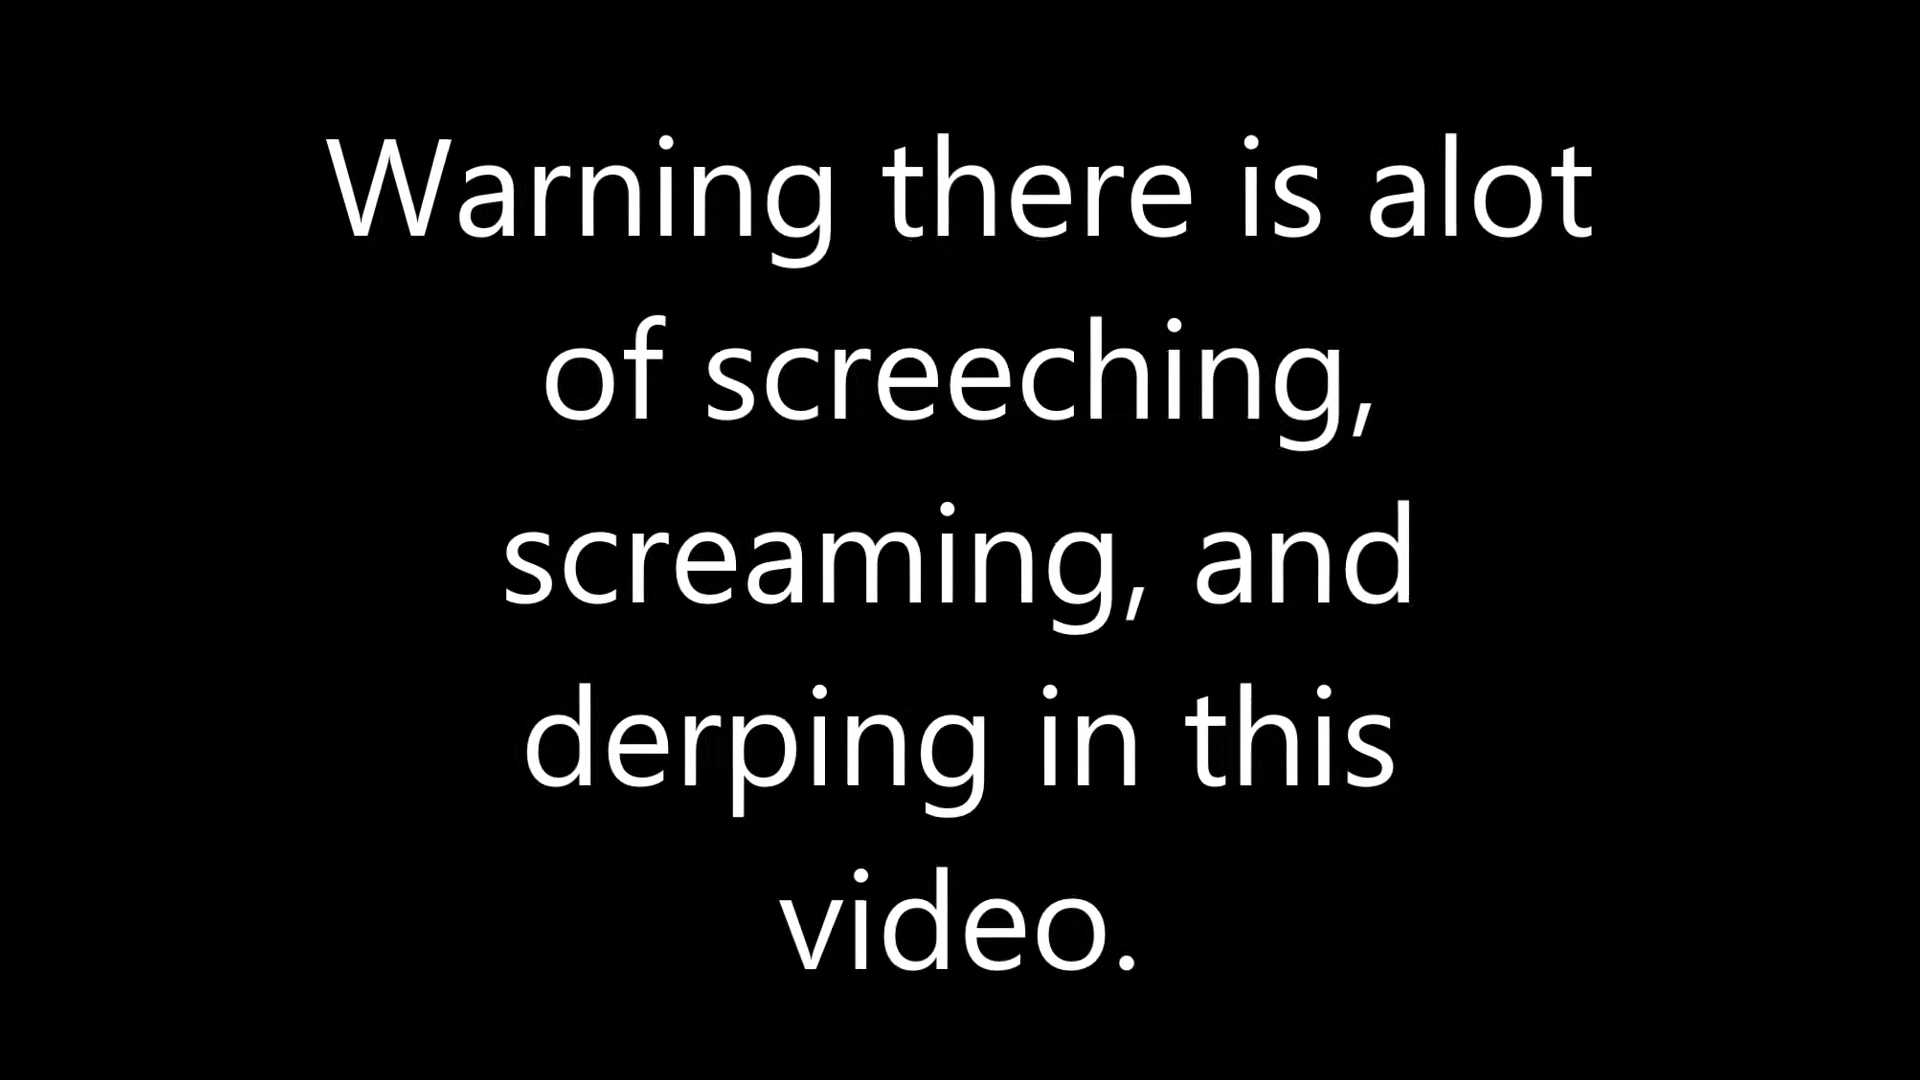 Warning there is alot
of screeching,
screaming, and
derping in this
video.